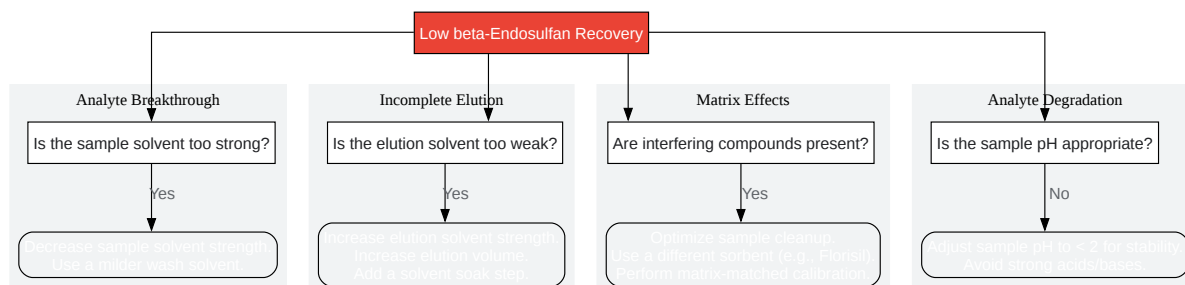 Low beta-Endosulfan Recovery
Analyte Breakthrough
Is the sample solvent too strong?
Yes
Decrease sample solvent strength.
Use a milder wash solvent.
Incomplete Elution
Is the elution solvent too weak?
Yes
Increase elution solvent strength.
Increase elution volume.
Add a solvent soak step.
Matrix Effects
Are interfering compounds present?
Yes
Optimize sample cleanup.
Use a different sorbent (e.g., Florisil).
Perform matrix-matched calibration.
Analyte Degradation
Is the sample pH appropriate?
No
Adjust sample pH to < 2 for stability.
Avoid strong acids/bases.